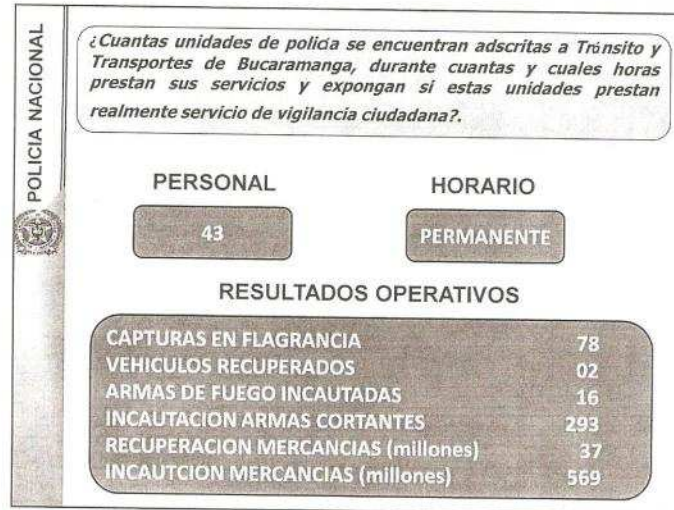 POLICIA NACIONAL
¿Cuantas unidades de policía se encuentran adscritas a Tránsito y
Transportes de Bucaramanga, durante cuantas y cuales horas
prestan sus servicios y expongan si estas unidades prestan
realmente servicio de vigilancia ciudadana?.
PERSONAL HORARIO
43 PERMANENTE
RESULTADOS OPERATIVOS
CAPTURAS EN FLAGRANCIA 78
VEHICULOS RECUPERADOS 02
ARMAS DE FUEGO INCAUTADAS 16
INCAUTACION ARMAS CORTANTES 293
RECUPERACION MERCANCIAS (millones) 37
INCAUTCION MERCANCIAS (millones) 569